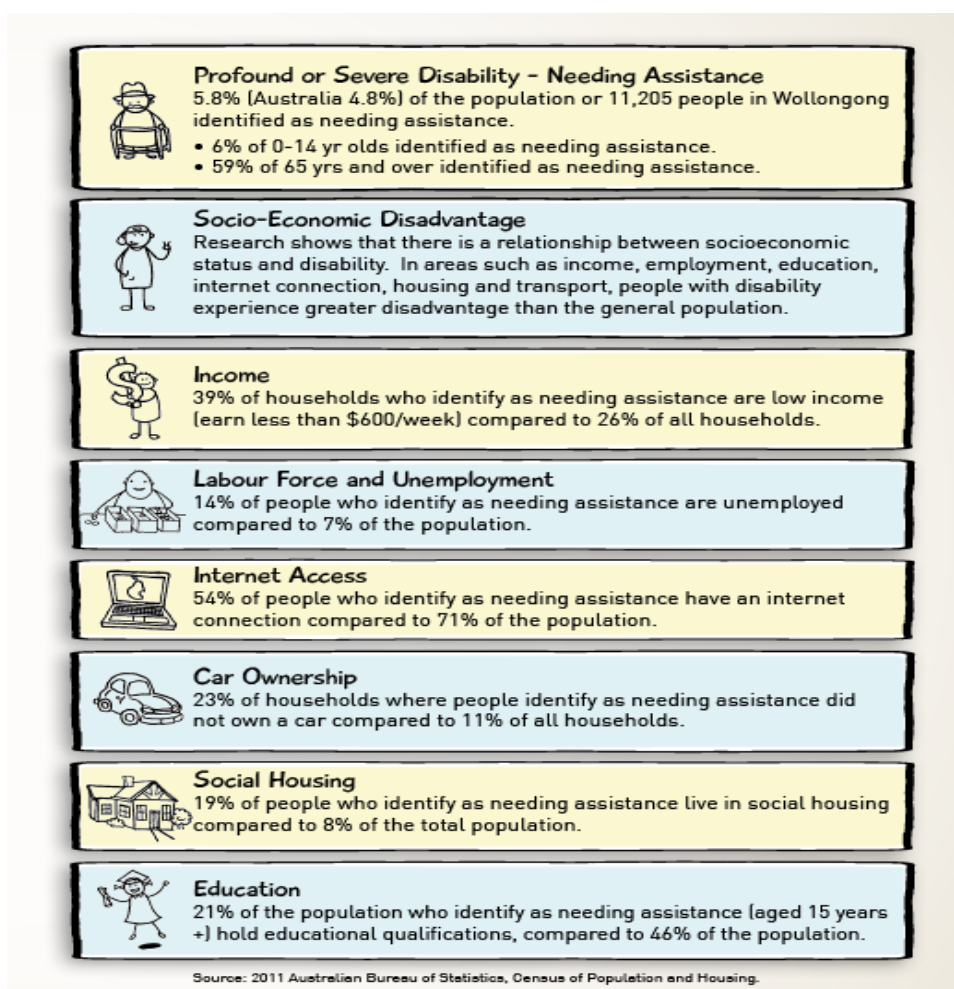 Profound or Severe Disability - Needing Assistance
5.8% (Australia 4.8%) of the population or 11,205 people in Wollongong
identified as needing assistance.
• 6% of 0-14 yr olds identified as needing assistance.
• 59% of 65 yrs and over identified as needing assistance.
Socio-Economic Disadvantage
Research shows that there is a relationship between socioeconomic
status and disability. In areas such as income, employment, education,
internet connection, housing and transport, people with disability
experience greater disadvantage than the general population.
Income
39% of households who identify as needing assistance are low income
(earn less than $600/week) compared to 26% of all households.
Labour Force and Unemployment
14% of people who identify as needing assistance are unemployed
compared to 7% of the population.
Internet Access
54% of people who identify as needing assistance have an internet
connection compared to 71% of the population.
Car Ownership
23% of households where people identify as needing assistance did
not own a car compared to 11% of all households.
Social Housing
19% of people who identify as needing assistance live in social housing
compared to 8% of the total population.
Education
21% of the population who identify as needing assistance (aged 15 years
+) hold educational qualifications, compared to 46% of the population.
Source: 2011 Australian Bureau of Statistics, Census of Population and Housing.